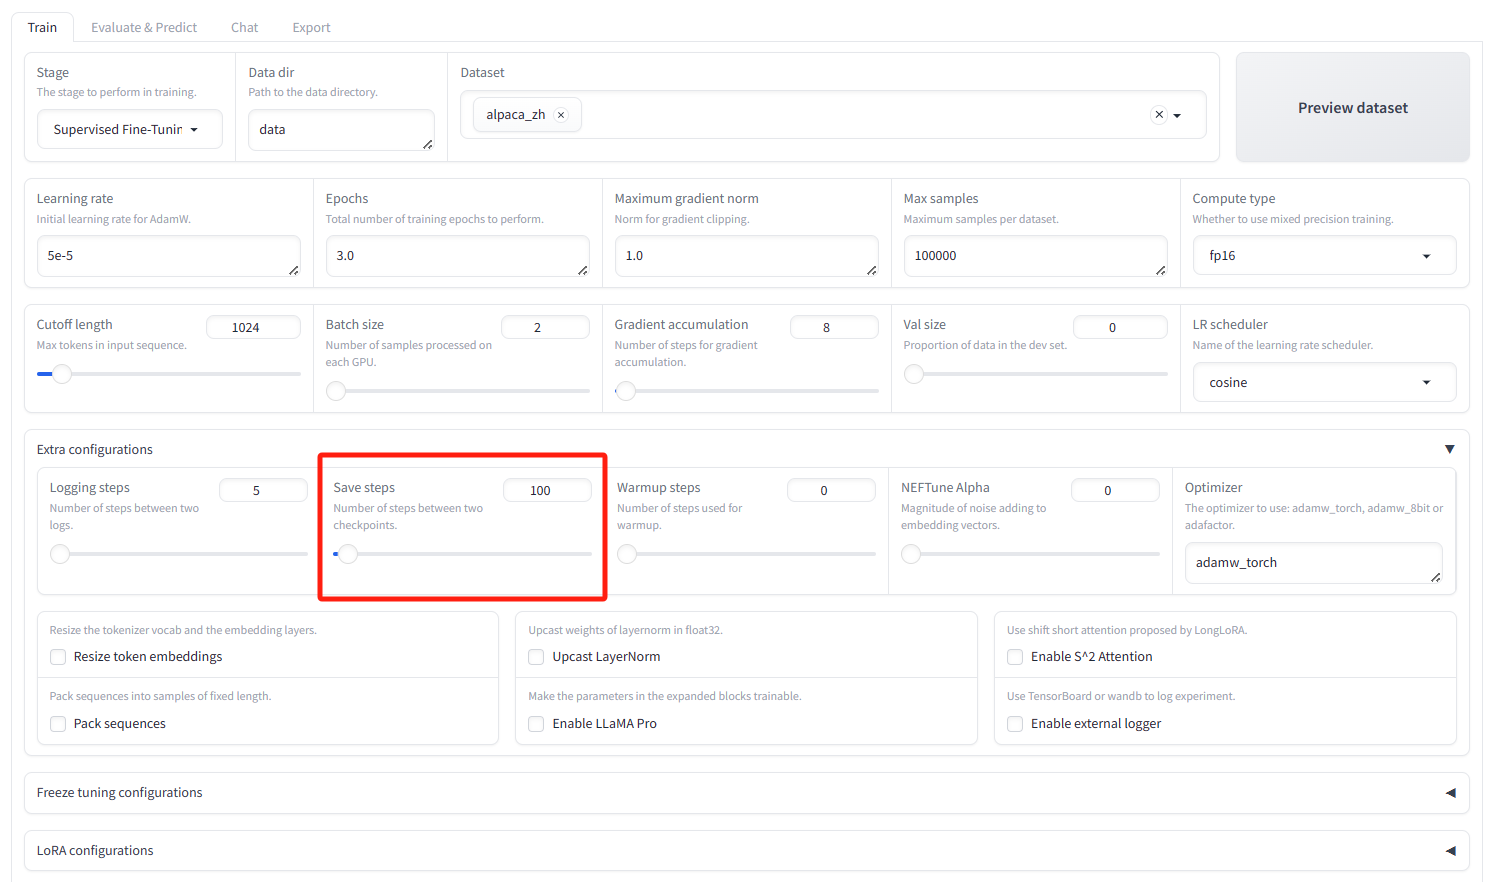 Train
Evaluate & Predict
Chat
Export
Stage
The stage to perform in training.
Supervised Fine-Tunin
Data dir
Path to the data directory.
data
Dataset
alpaca_zh
Preview dataset
Learning rate
Initial learning rate for AdamW.
5e-5
Epochs
Total number of training epochs to perform.
3.0
Maximum gradient norm
Norm for gradient clipping.
1.0
Max samples
Maximum samples per dataset.
100000
Compute type
Whether to use mixed precision training.
fp16
Cutoff length
1024
Max tokens in input sequence.
Batch size
2
Number of samples processed on
each GPU.
Gradient accumulation
8
Number of steps for gradient
accumulation.
Val size
0
Proportion of data in the dev set.
LR scheduler
Name of the learning rate scheduler.
cosine
Extra configurations
Logging steps
5
Number of steps between two
logs.
Save steps
100
Number of steps between two
checkpoints.
Warmup steps
0
Number of steps used for
warmup.
NEFTune Alpha
0
Magnitude of noise adding to
embedding vectors.
Optimizer
The optimizer to use: adamw_torch, adamw_8bit or
adafactor.
adamw_torch
Resize the tokenizer vocab and the embedding layers.
Resize token embeddings
Pack sequences into samples of fixed length.
Pack sequences
Upcast weights of layernorm in float32.
Upcast LayerNorm
Make the parameters in the expanded blocks trainable.
Enable LLaMA Pro
Use shift short attention proposed by LongLoRA.
Enable S^2 Attention
Use TensorBoard or wandb to log experiment.
Enable external logger
Freeze tuning configurations
LoRA configurations